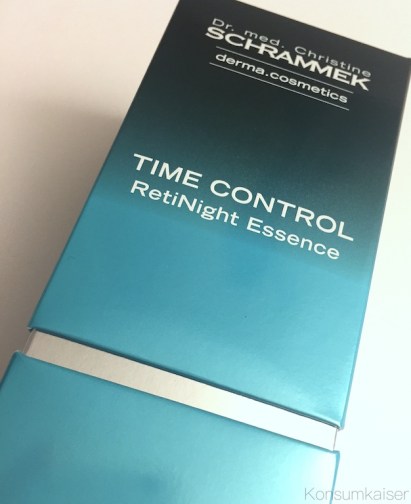 Dr. med. Christine
SCHRAMMEK
derma.cosmetics
TIME CONTROL
RetiNight Essence
Konsumkaiser